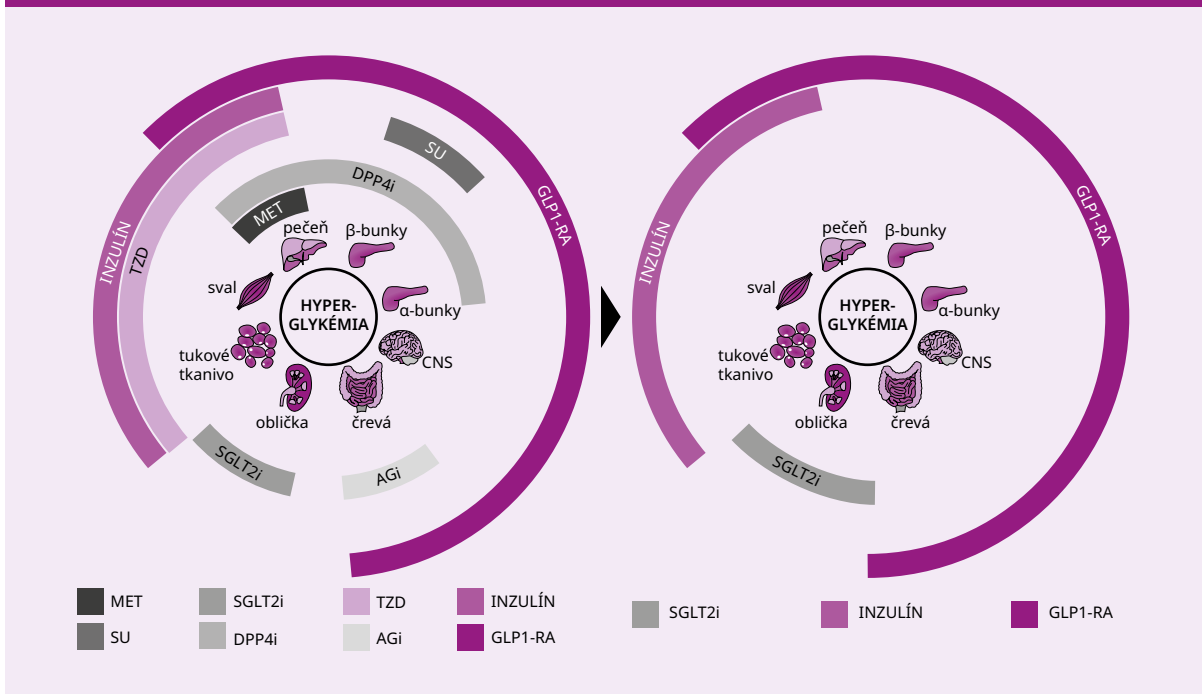 GLP1-RA
INZULÍN
TZD
SU
DPP4i
MET
pečeň
β-bunky
sval
α-bunky
HYPER-
GLYKÉMIA
tukové
tkanivo
CNS
oblička
črevá
SGLT2i
AGi
MET
SGLT2i
TZD
INZULÍN
SU
DPP4i
AGi
GLP1-RA
GLP1-RA
INZULÍN
pečeň
β-bunky
sval
α-bunky
HYPER-
GLYKÉMIA
tukové
tkanivo
CNS
oblička
črevá
SGLT2i
SGLT2i
INZULÍN
GLP1-RA